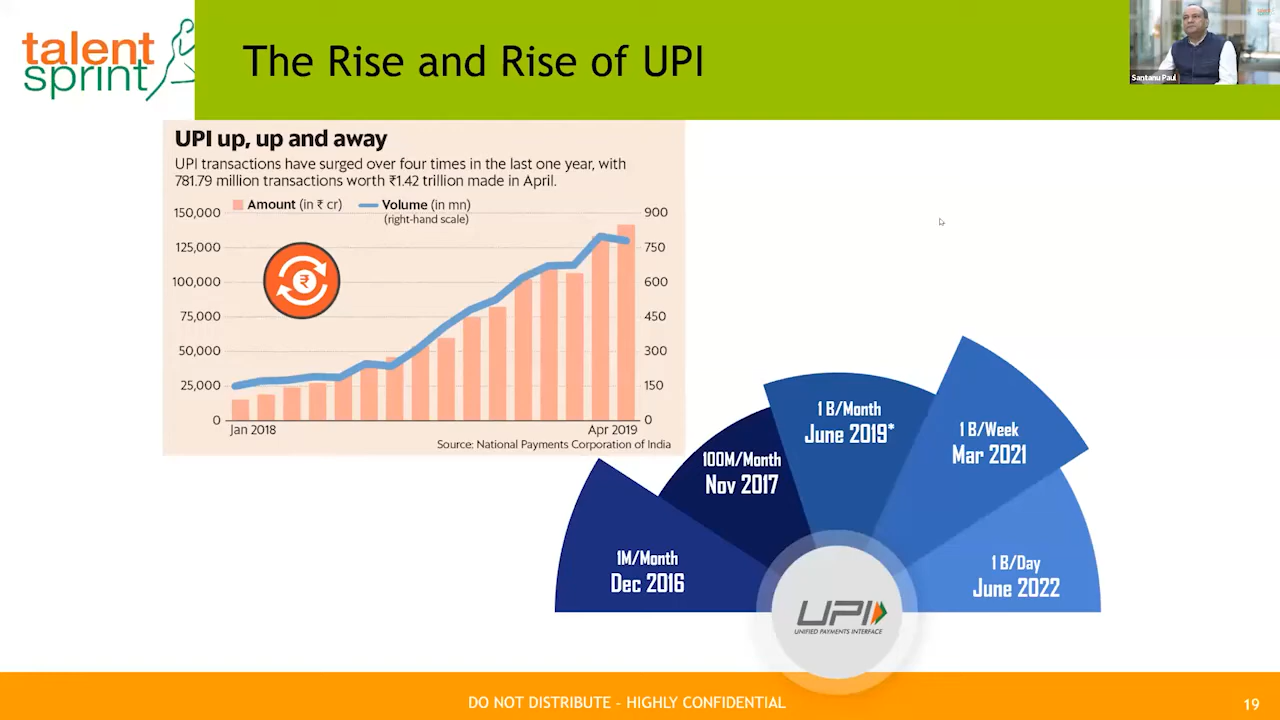 talent
sprint
The Rise and Rise of UPI
Santanu Paul
UPI up, up and away
UPI transactions have surged over four times in the last one year, with
781.79 million transactions worth ₹1.42 trillion made in April.
Amount (in ₹ cr)
Volume (in mn)
(right-hand scale)
150,000
125,000
100,000
75,000
50,000
25,000
0
900
750
600
450
300
150
0
₹
Jan 2018
Apr 2019
Source: National Payments Corporation of India
1M/Month
Dec 2016
100M/Month
Nov 2017
1 B/Month
June 2019*
1 B/Week
Mar 2021
1 B/Day
June 2022
UPI
UNIFIED PAYMENTS INTERFACE
DO NOT DISTRIBUTE - HIGHLY CONFIDENTIAL
19